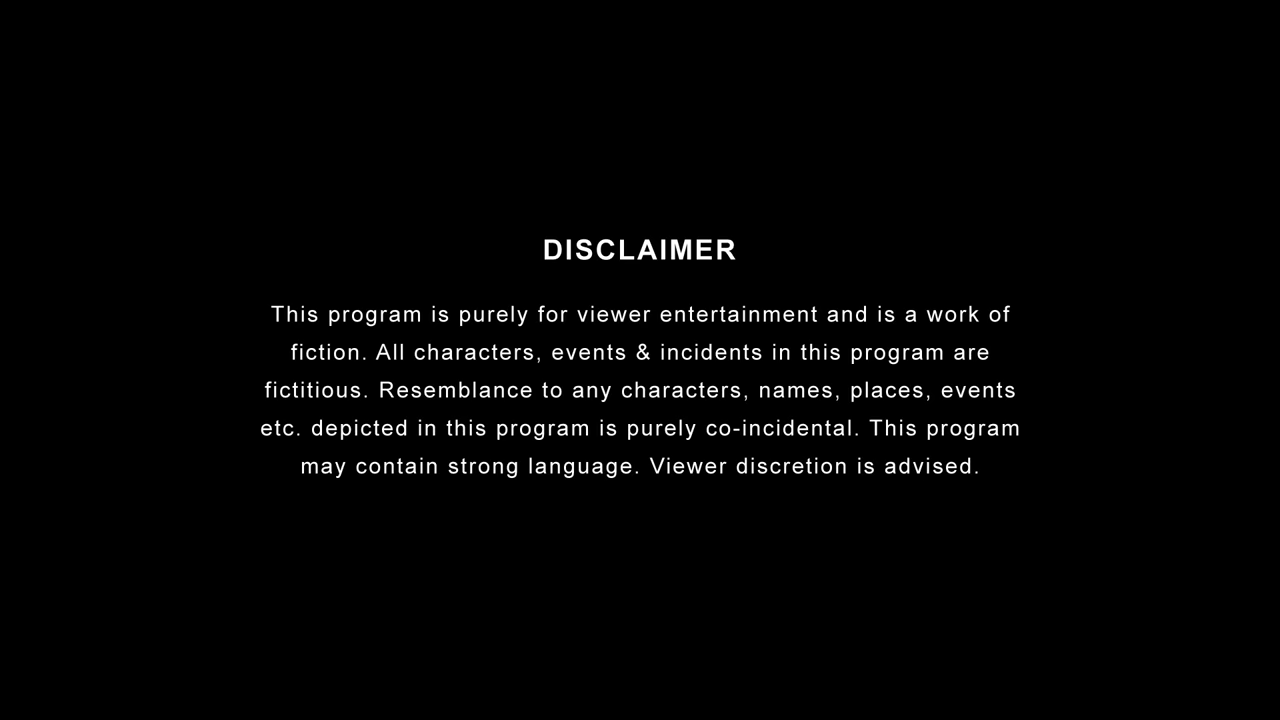 DISCLAIMER
This program is purely for viewer entertainment and is a work of
fiction. All characters, events & incidents in this program are
fictitious. Resemblance to any characters, names, places, events
etc. depicted in this program is purely co-incidental. This program
may contain strong language. Viewer discretion is advised.